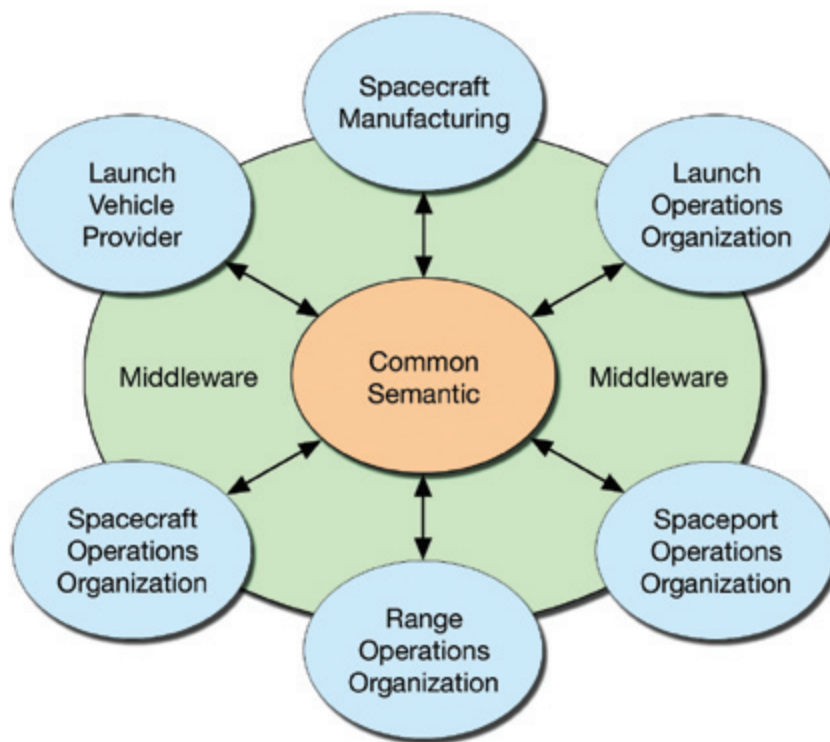 Spacecraft
Manufacturing
Launch
Vehicle
Provider
Launch
Operations
Organization
Middleware
Common
Semantic
Middleware
Spacecraft
Operations
Organization
Range
Operations
Organization
Spaceport
Operations
Organization